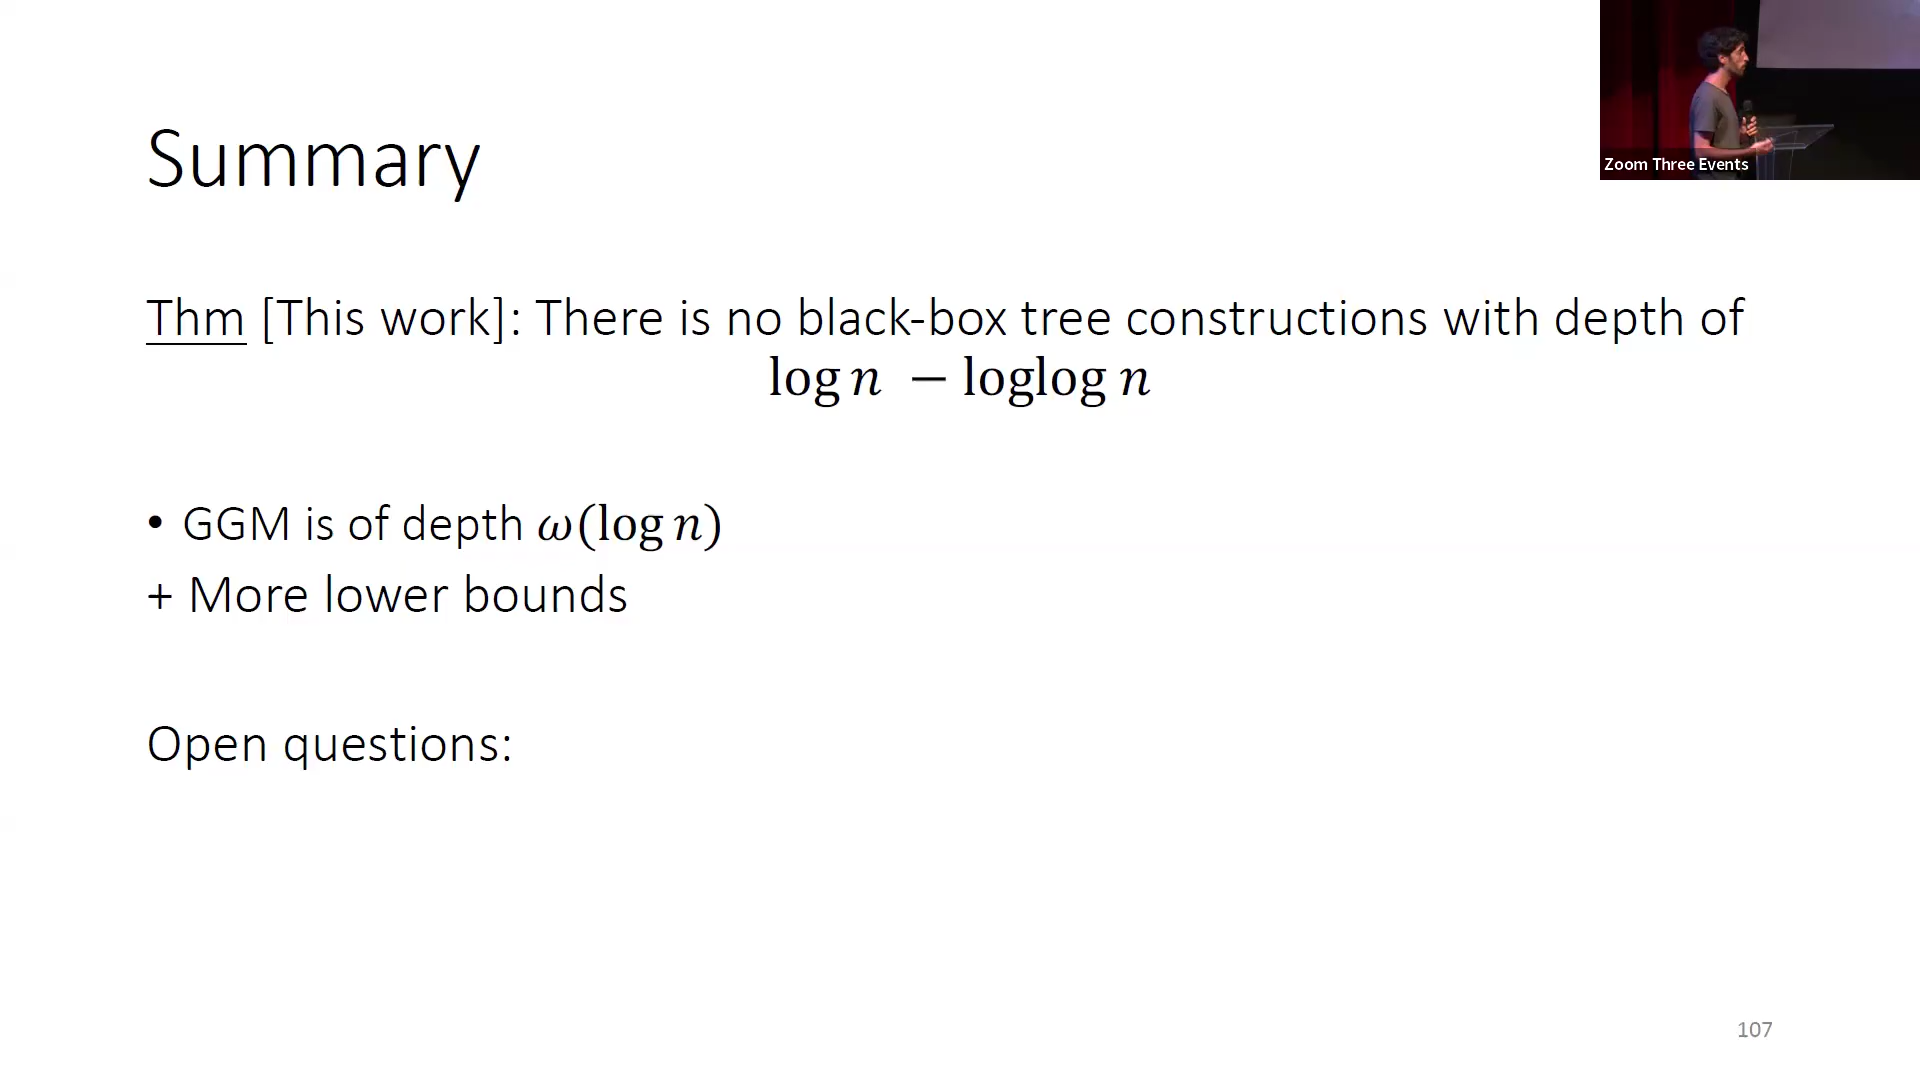 Zoom Three Events
Summary
Thm [This work]: There is no black-box tree constructions with depth of
log n − loglog n
• GGM is of depth ω(log n)
+ More lower bounds
Open questions:
107